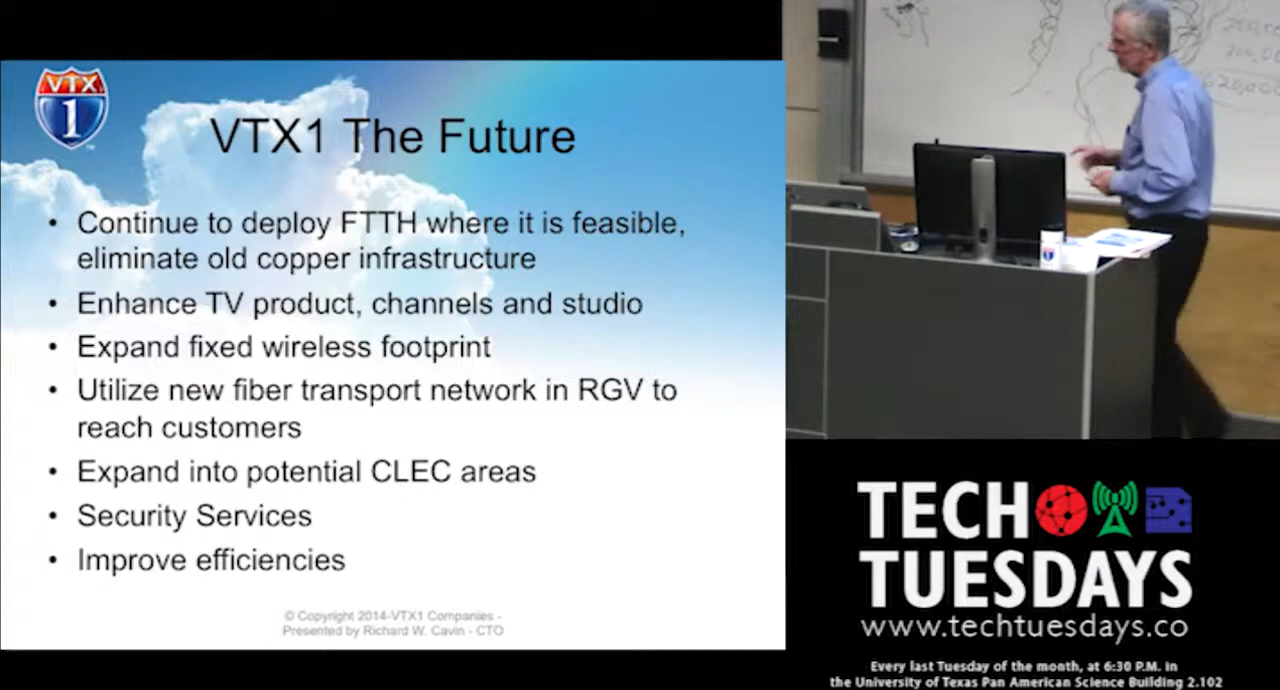 VTX
1
VTX1 The Future
• Continue to deploy FTTH where it is feasible,
eliminate old copper infrastructure
• Enhance TV product, channels and studio
• Expand fixed wireless footprint
• Utilize new fiber transport network in RGV to
reach customers
• Expand into potential CLEC areas
• Security Services
• Improve efficiencies
© Copyright 2014-VTX1 Companies -
Presented by Richard W. Cavin - CTO
TECH
TUESDAYS
www.techtuesdays.co
Every last Tuesday of the month, at 6:30 P.M. in
the University of Texas Pan American Science Building 2.102